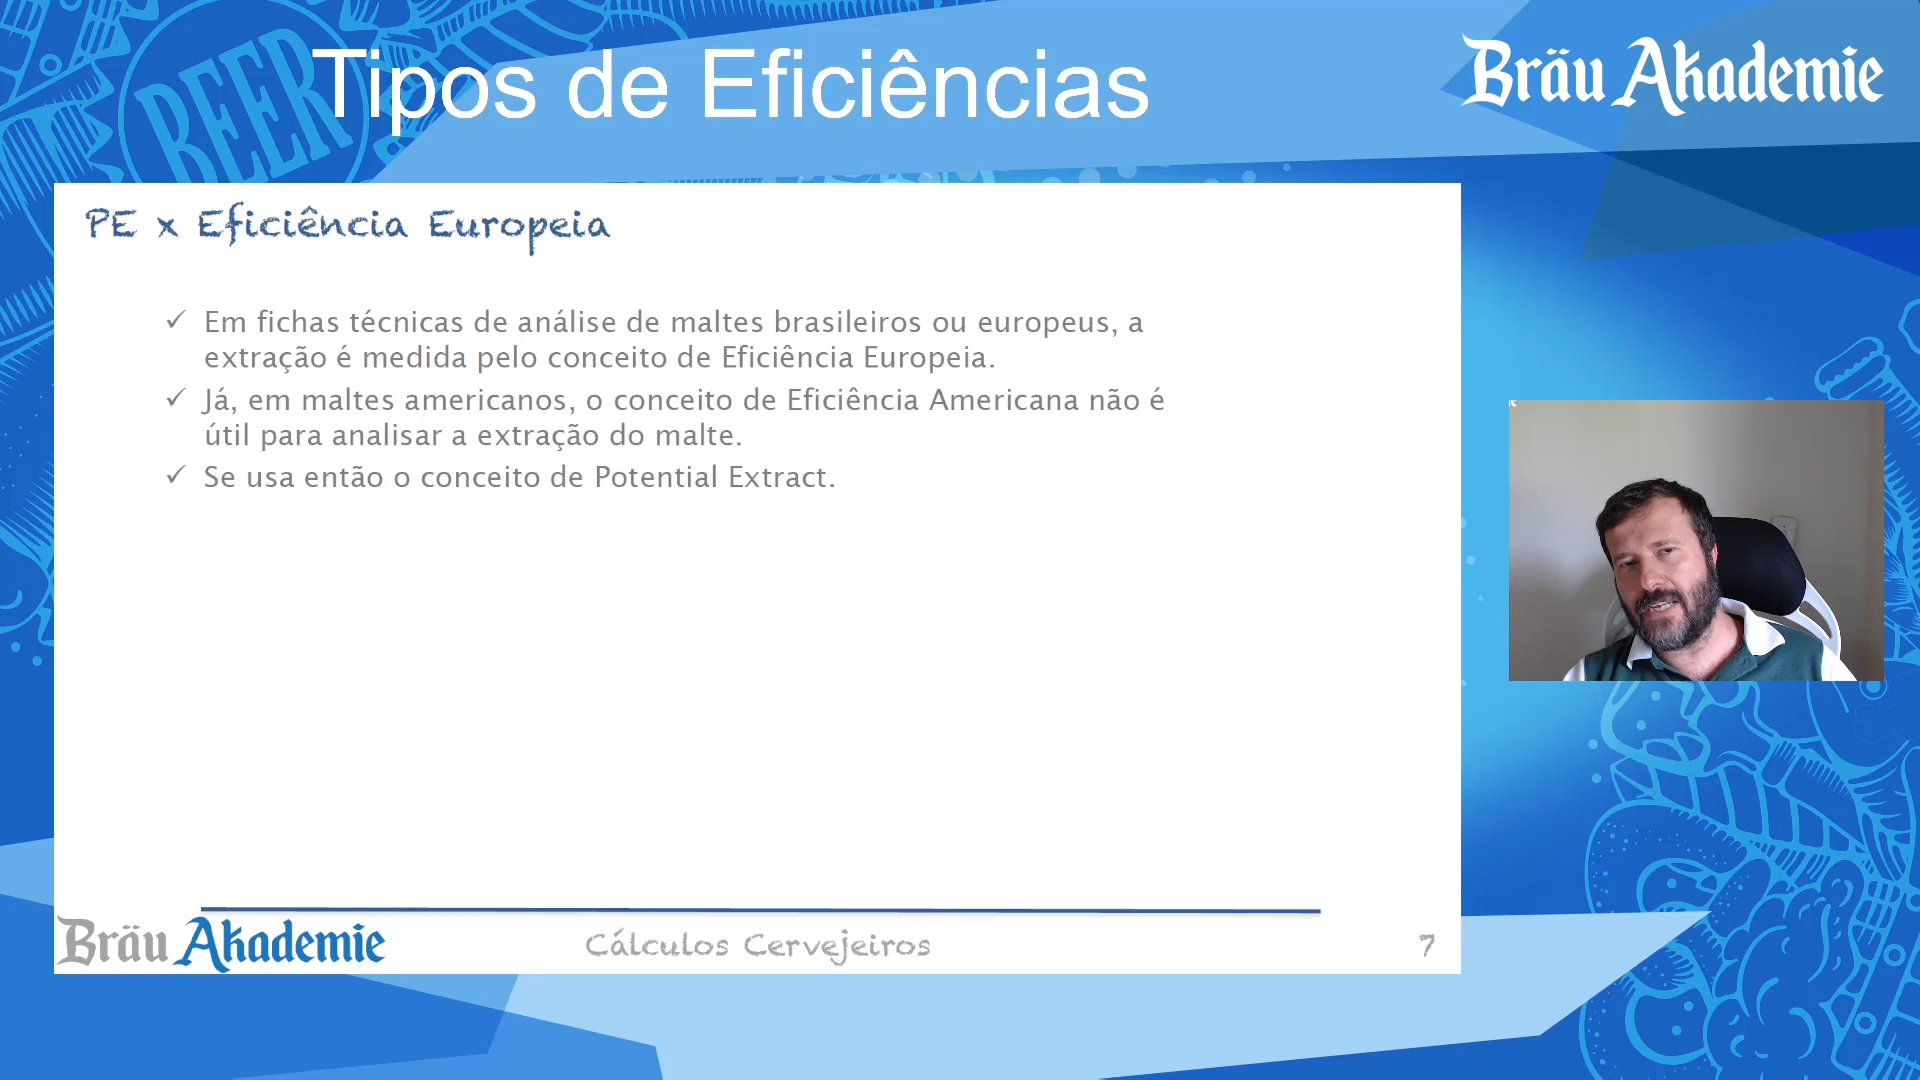 BEER
Tipos de Eficiências
Bräu Akademie
PE x Eficiência Europeia
✓ Em fichas técnicas de análise de maltes brasileiros ou europeus, a
extração é medida pelo conceito de Eficiência Europeia.
✓ Já, em maltes americanos, o conceito de Eficiência Americana não é
útil para analisar a extração do malte.
✓ Se usa então o conceito de Potential Extract.
Bräu Akademie
Cálculos Cervejeiros
7